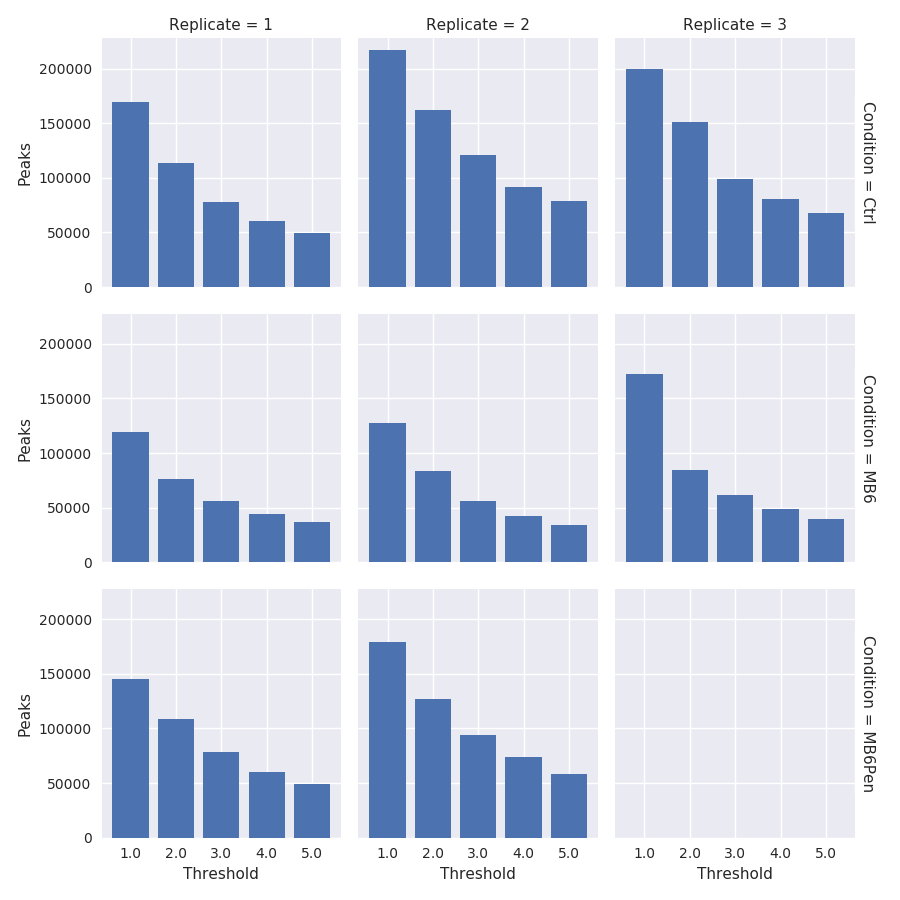 Replicate = 1
Replicate = 2
Replicate = 3
200000
150000
100000
50000
0
Peaks
Condition = Ctrl
200000
150000
100000
50000
0
Peaks
Condition = MB6
200000
150000
100000
50000
0
Peaks
Condition = MB6Pen
1.0 2.0 3.0 4.0 5.0
1.0 2.0 3.0 4.0 5.0
1.0 2.0 3.0 4.0 5.0
Threshold
Threshold
Threshold